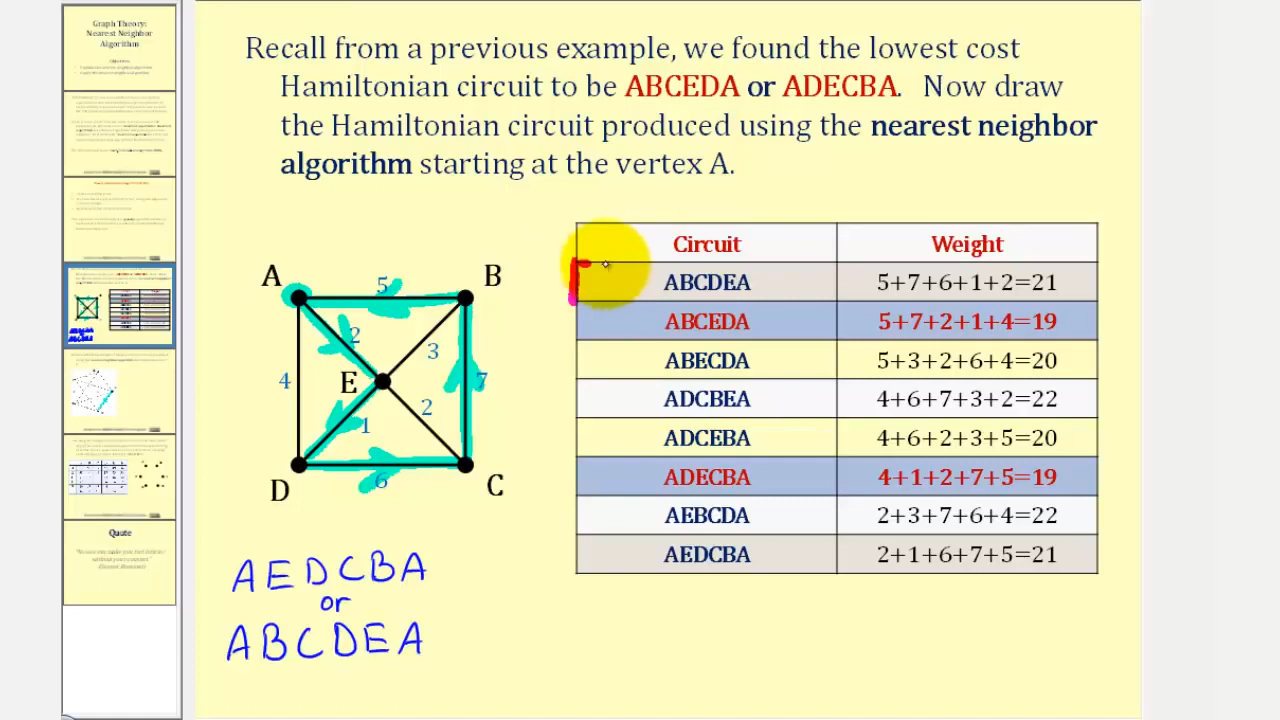 Graph Theory:
Nearest Neighbor
Algorithm
Quote
Recall from a previous example, we found the lowest cost
Hamiltonian circuit to be ABCEDA or ADECBA. Now draw
the Hamiltonian circuit produced using the nearest neighbor
algorithm starting at the vertex A.
A
5
B
2
3
4
E
7
2
1
D
6
C
AEDCBA
or
ABCDEA
Circuit Weight
ABCDEA 5+7+6+1+2=21
ABCEDA 5+7+2+1+4=19
ABECDA 5+3+2+6+4=20
ADCBEA 4+6+7+3+2=22
ADCEBA 4+6+2+3+5=20
ADECBA 4+1+2+7+5=19
AEBCDA 2+3+7+6+4=22
AEDCBA 2+1+6+7+5=21